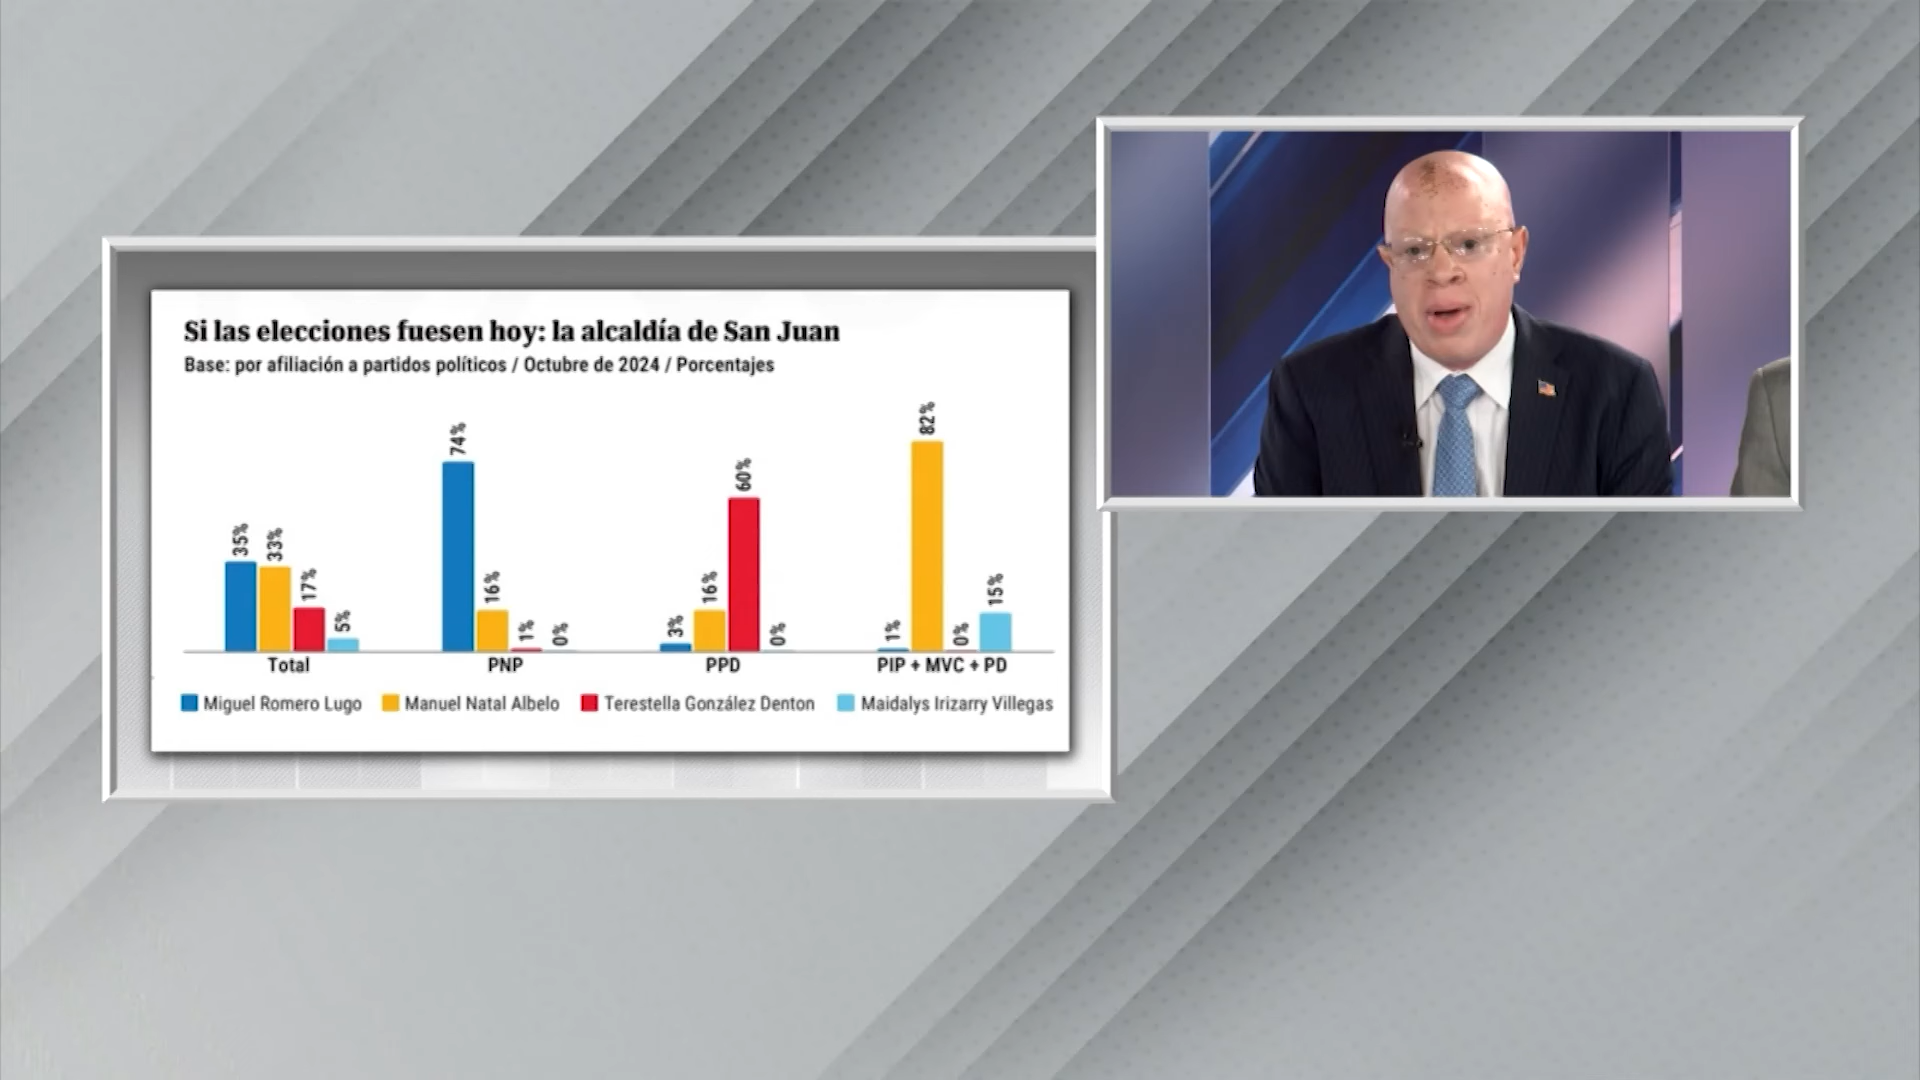 Si las elecciones fuesen hoy: la alcaldía de San Juan
Base: por afiliación a partidos políticos / Octubre de 2024 / Porcentajes
35% 33% 17% 5%
74% 16% 1% 0%
3% 16% 60% 0%
1% 82% 0% 15%
Total PNP PPD PIP + MVC + PD
Miguel Romero Lugo Manuel Natal Albelo Terestella González Denton Maidalys Irizarry Villegas